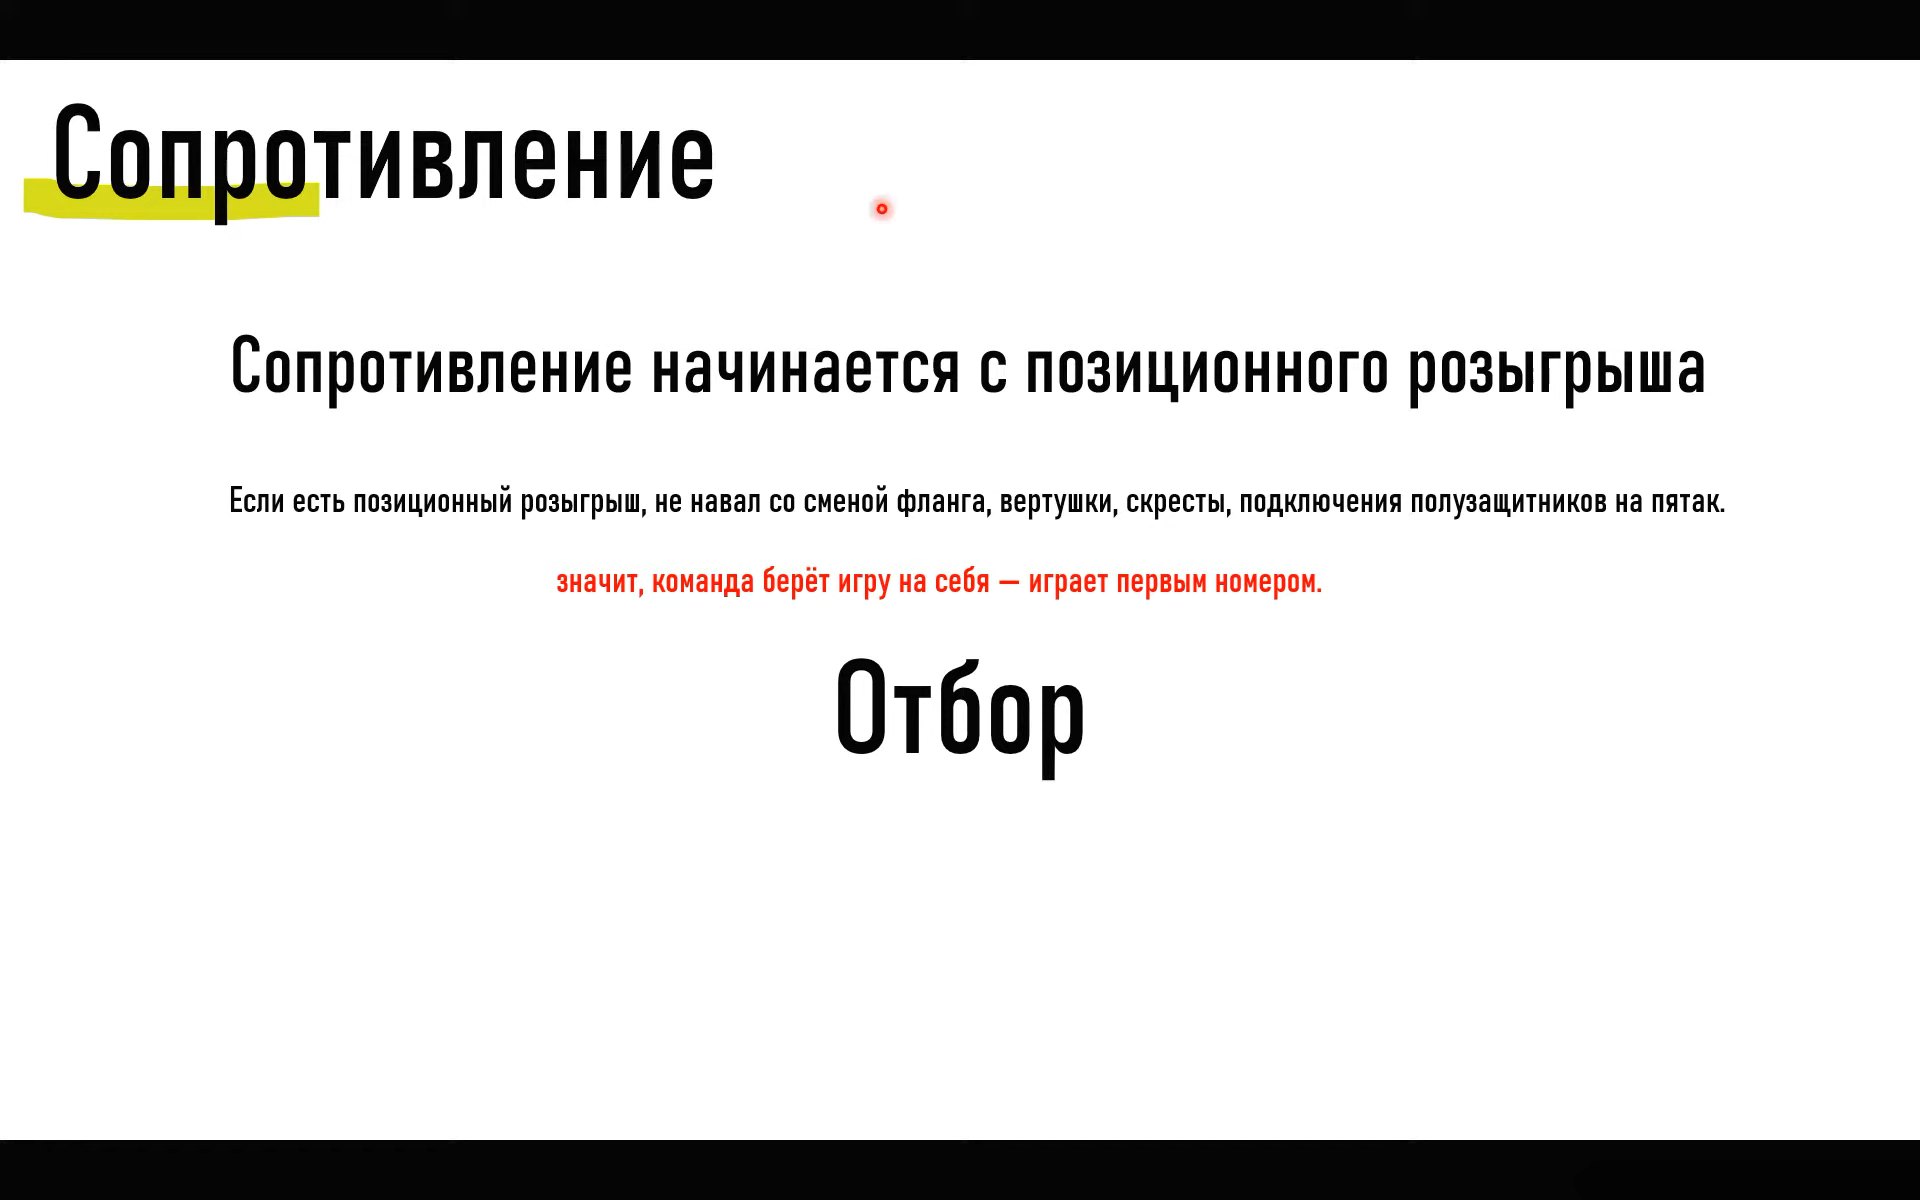 Сопротивление
Сопротивление начинается с позиционного розыгрыша
Если есть позиционный розыгрыш, не навал со сменой фланга, вертушки, скресты, подключения полузащитников на пятак.
значит, команда берёт игру на себя — играет первым номером.
Отбор